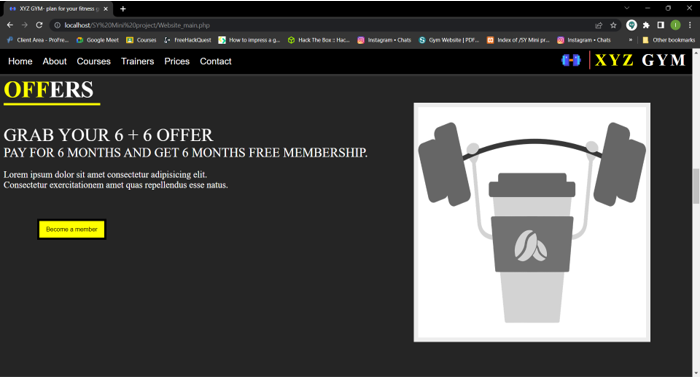 XYZ GYM- plan for your fitness g
localhost/SY%20Mini%20project/Website_main.php
Client Area - ProFre... Google Meet Courses FreeHackQuest How to impress a g... Hack The Box :: Hac... Instagram • Chats Gym Website | PDF... Index of /SY Mini pr... Instagram • Chats » Other bookmarks
Home About Courses Trainers Prices Contact XYZ GYM
OFFERS
GRAB YOUR 6 + 6 OFFER
PAY FOR 6 MONTHS AND GET 6 MONTHS FREE MEMBERSHIP.
Lorem ipsum dolor sit amet consectetur adipisicing elit.
Consectetur exercitationem amet quas repellendus esse natus.
Become a member